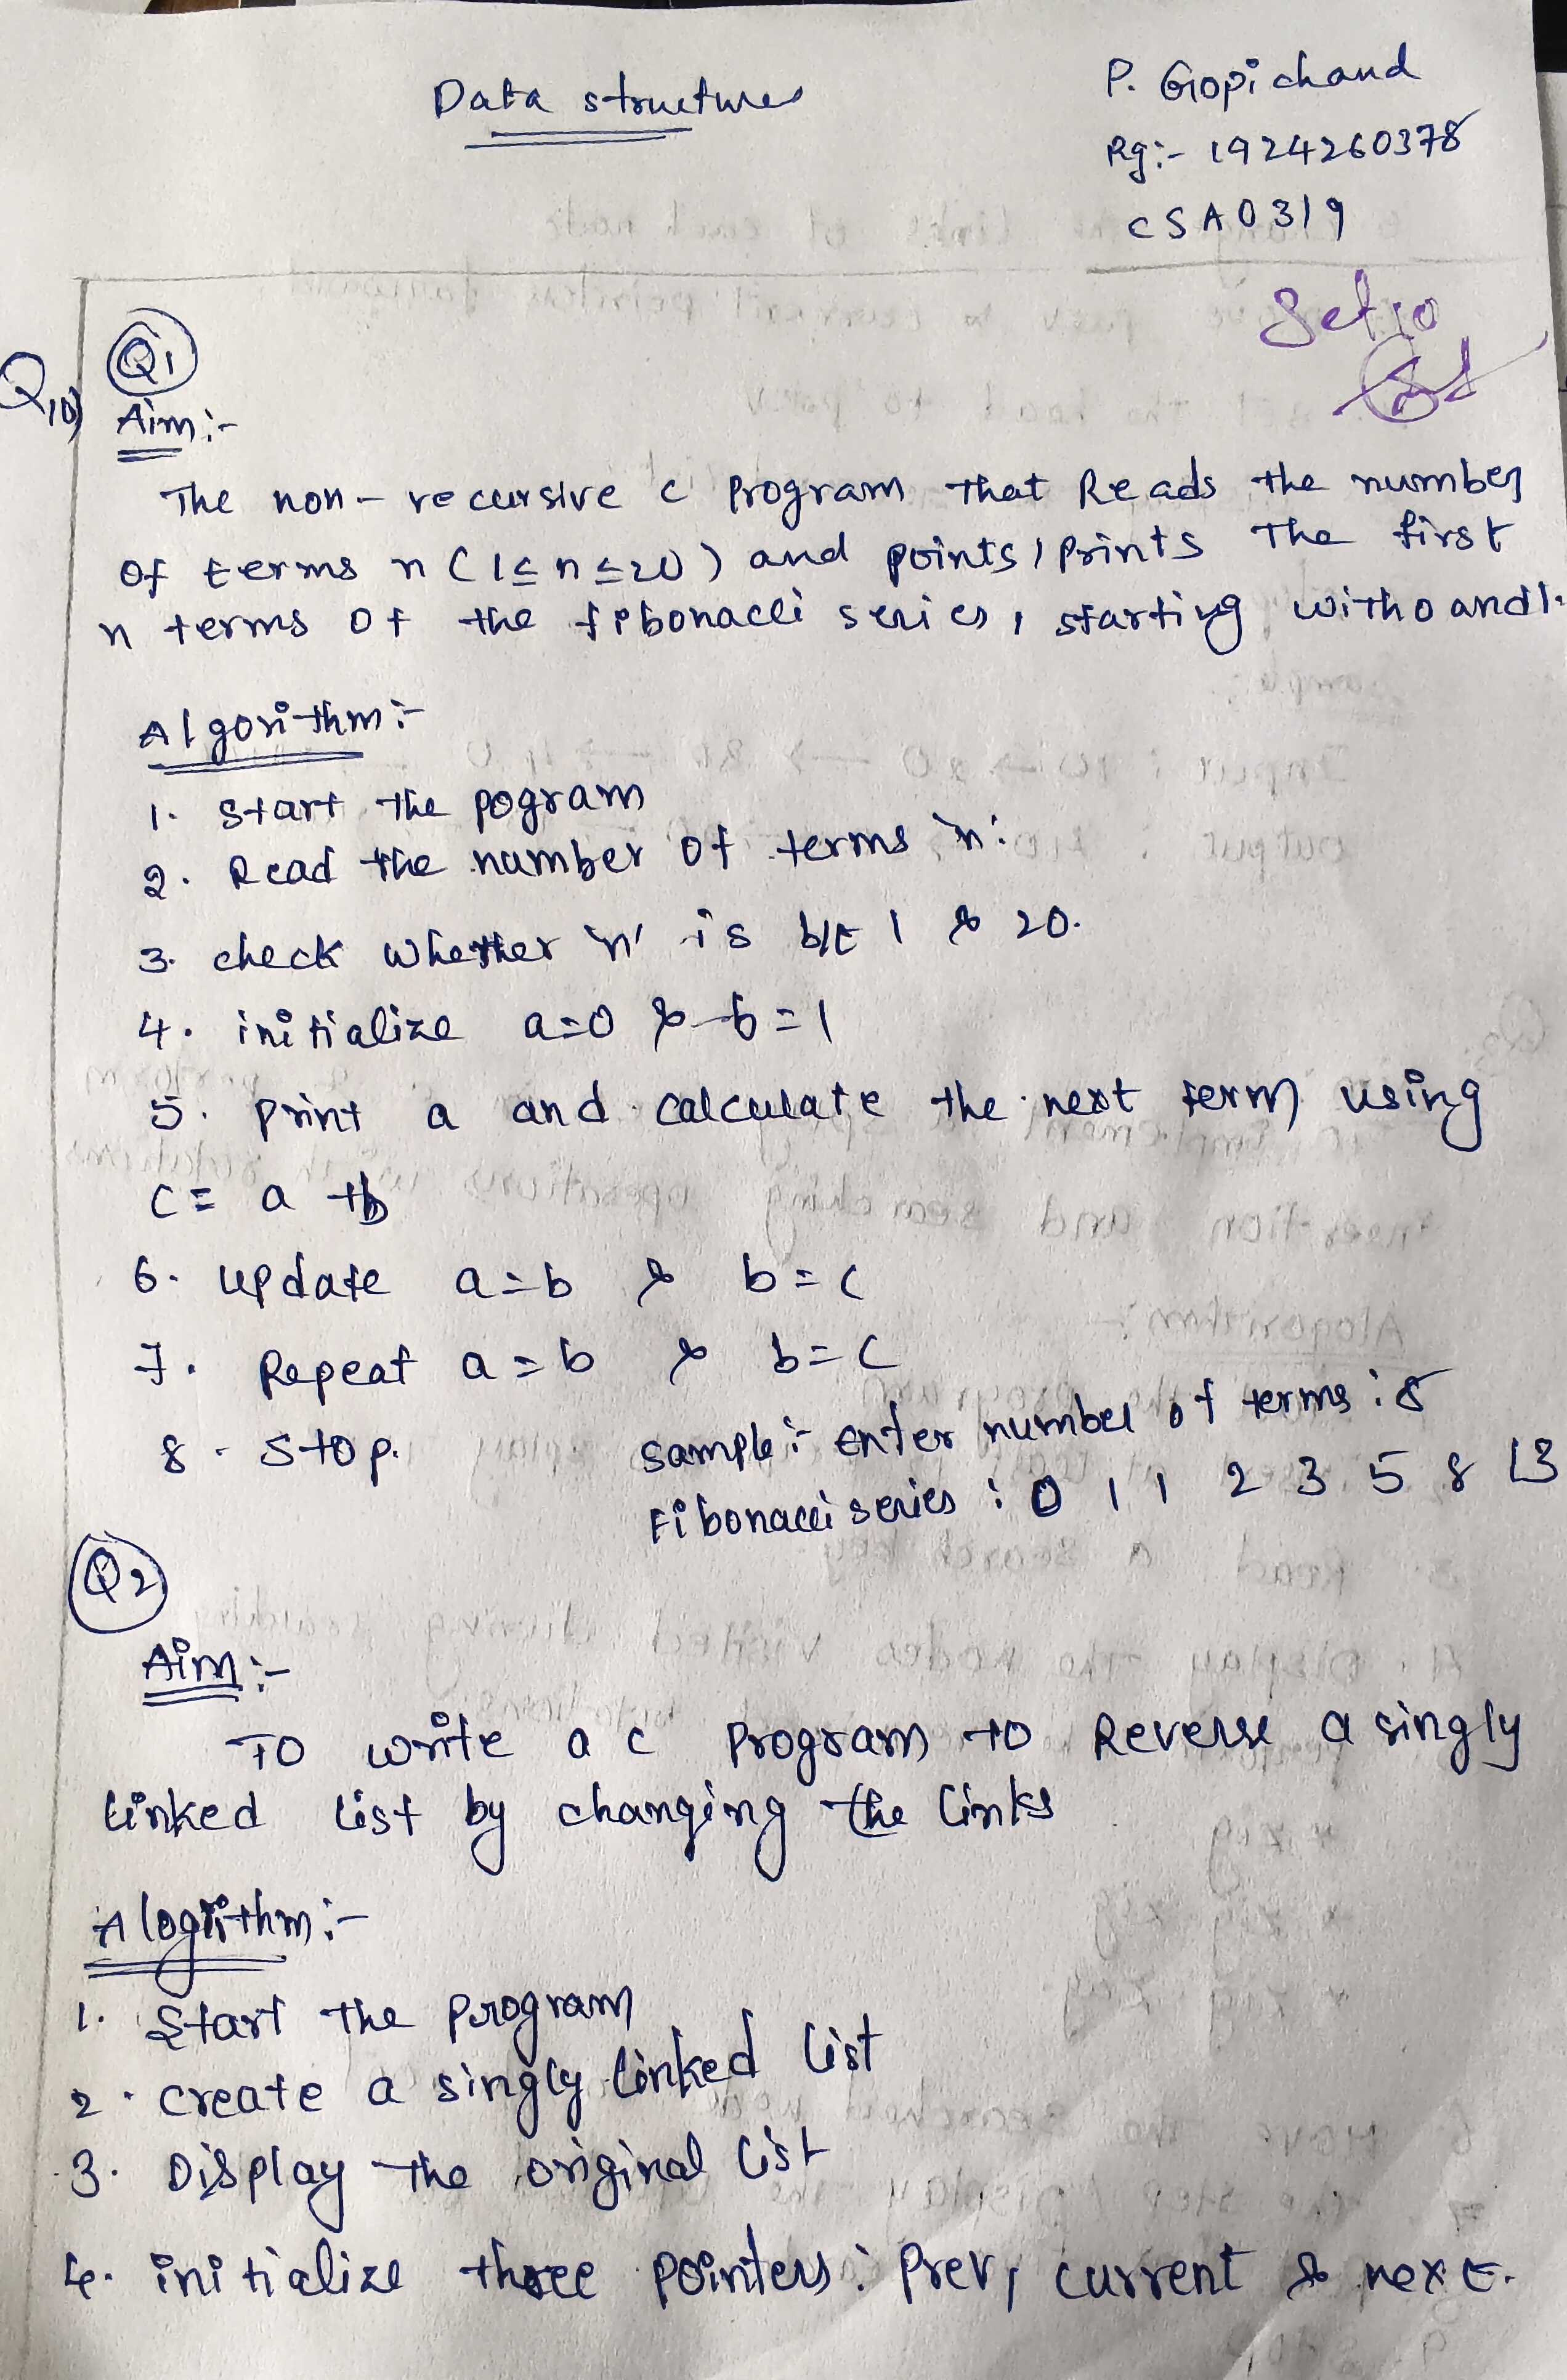 Data structures
P. Gopichand
Rg:- 1924260378
CSA0319
Set 10
Q10)
Q1
Aim:-
The non-recursive c program that Reads the number
of terms n (1≤n≤20) and points, prints The first
n terms of the fibonacci series, starting with 0 and 1.
Algorithm:-
1. Start the pogram
2. Read the number of terms 'n'.
3. check whether 'n' is b/t 1 & 20.
4. initialize a=0 & b=1
5. print a and calculate the next term using
c= a+b
6. update a=b & b=c
7. Repeat a=b & b=c
8. Stop.
sample:- enter number of terms: 8
Fibonacci series: 0 1 1 2 3 5 8 13
Q2
Aim:-
To write a c program to Reverse a singly
linked list by changing the links
Alogrithm:-
1. Start the program
2. create a singly linked list
3. Display the original list
4. initialize three pointers: prev, current & next.